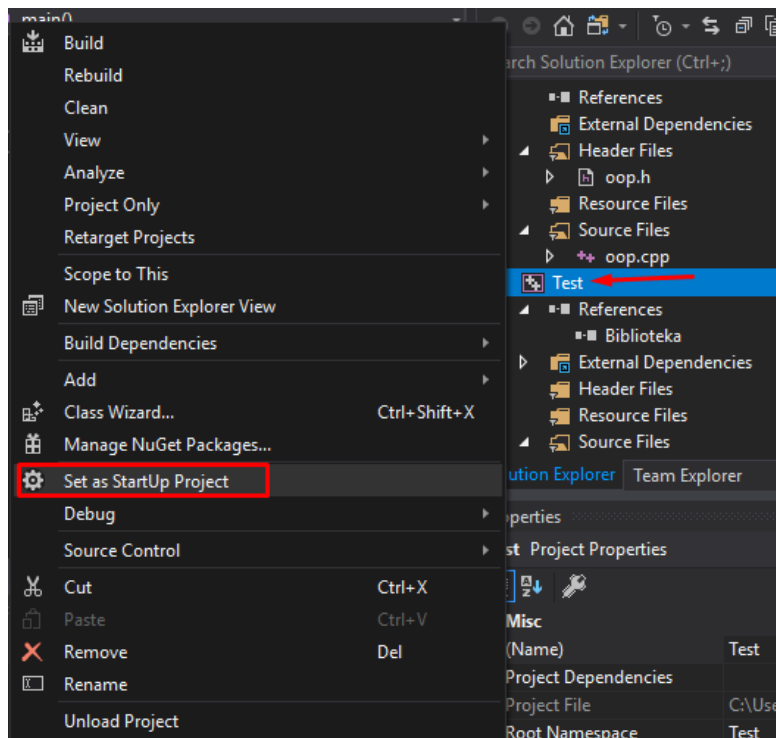 main()
Build
Rebuild
Clean
View
Analyze
Project Only
Retarget Projects
Scope to This
New Solution Explorer View
Build Dependencies
Add
Class Wizard... Ctrl+Shift+X
Manage NuGet Packages...
Set as StartUp Project
Debug
Source Control
Cut Ctrl+X
Paste Ctrl+V
Remove Del
Rename
Unload Project
arch Solution Explorer (Ctrl+;)
References
External Dependencies
Header Files
oop.h
Resource Files
Source Files
oop.cpp
Test
References
Biblioteka
External Dependencies
Header Files
Resource Files
Source Files
ution Explorer Team Explorer
operties
st Project Properties
Misc
(Name) Test
Project Dependencies
Project File C:\Use
Root Namespace Test